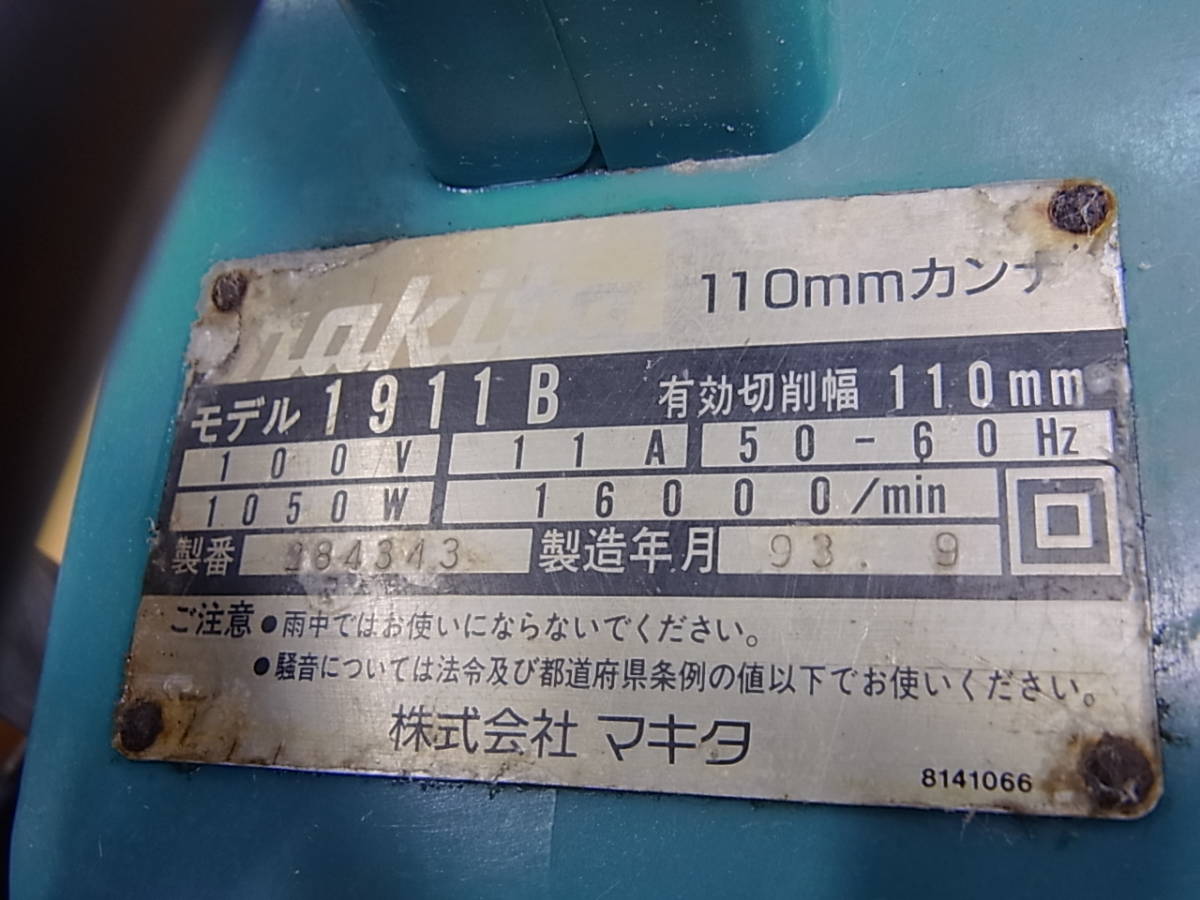 makita 110mmカンナ
モデル 1911B 有効切削幅 110mm
100V 11A 50-60Hz
1050W 16000/min
製番 384343 製造年月 93.9
ご注意 ●雨中ではお使いにならないでください。
●騒音については法令及び都道府県条例の値以下でお使いください。
株式会社 マキタ
8141066